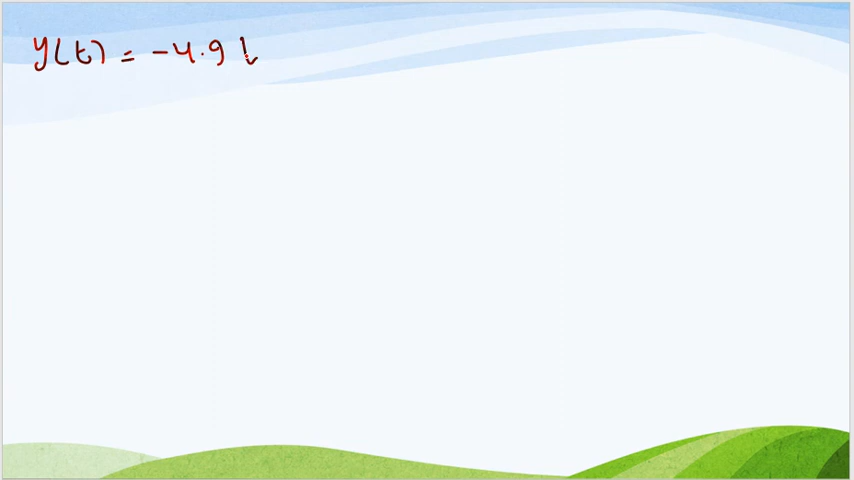 y(t) = -4.9 t